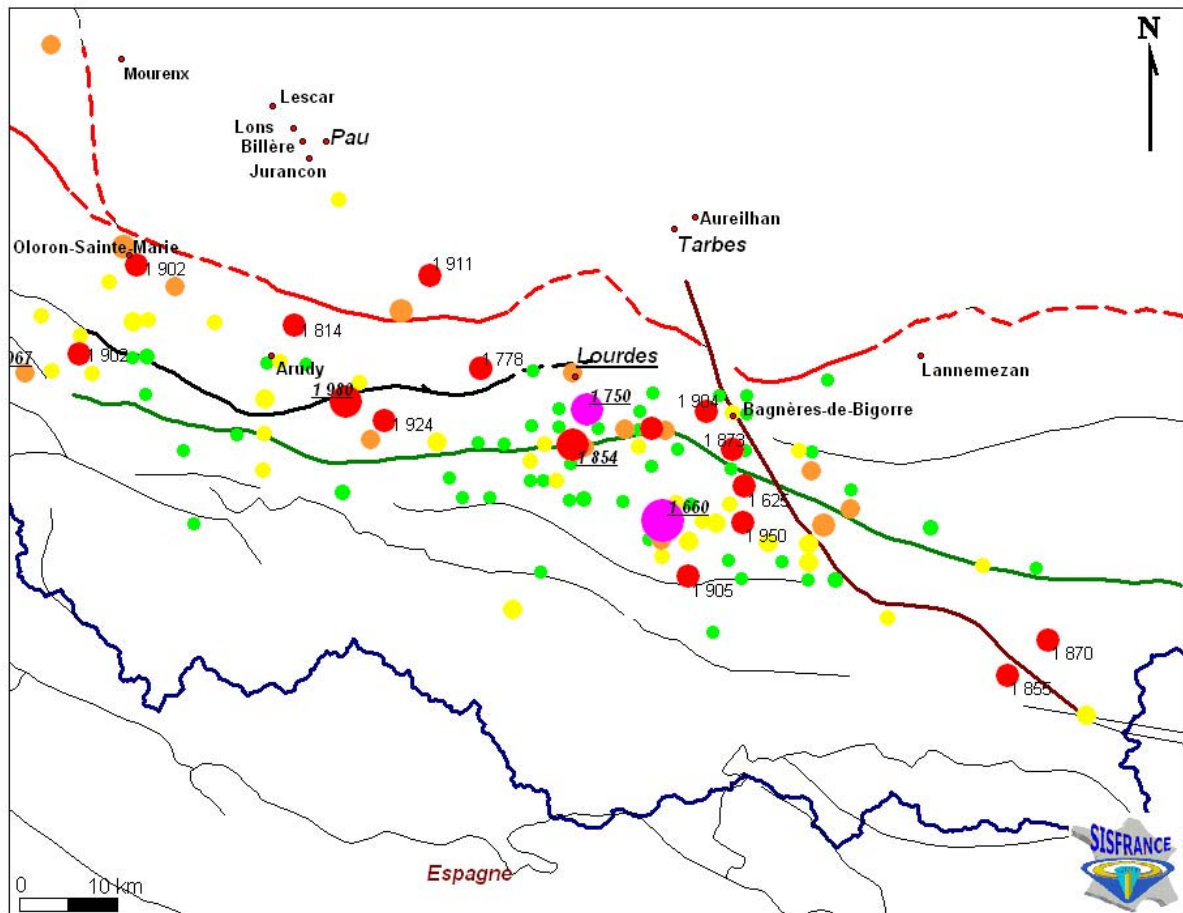 N
Mourenx
Lescar
Lons
Billère
Pau
Jurancon
Aureilhan
Tarbes
Oloron-Sainte-Marie
1 902
1 911
1 814
1 902
067
Arudy
1 980
1 778
Lourdes
Lannemezan
1 750
1 904
Bagnères-de-Bigorre
1 924
1 854
1 873
1 625
1 660
1 950
1 905
1 870
1 855
SISFRANCE
Espagne
0 10 km